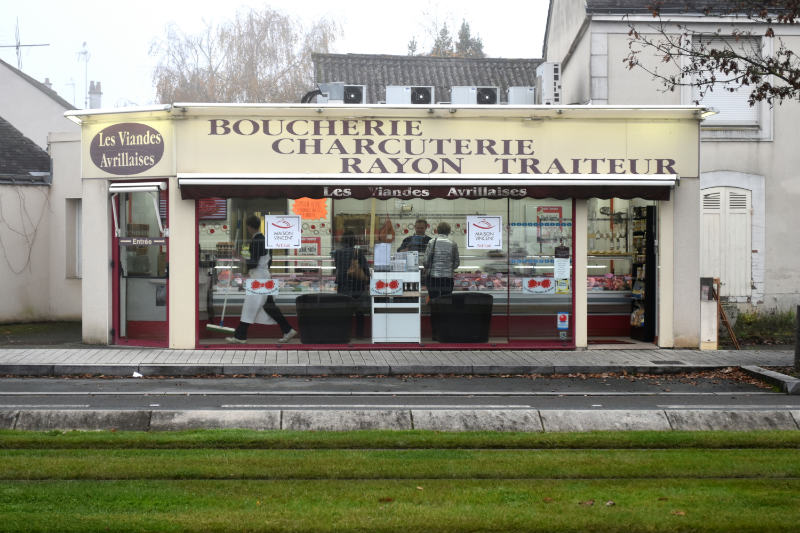 Les Viandes
Avrillaises
BOUCHERIE
CHARCUTERIE
RAYON TRAITEUR
Les Viandes Avrillaises
Entrée
MAISON
VINCENT
MAISON
VINCENT